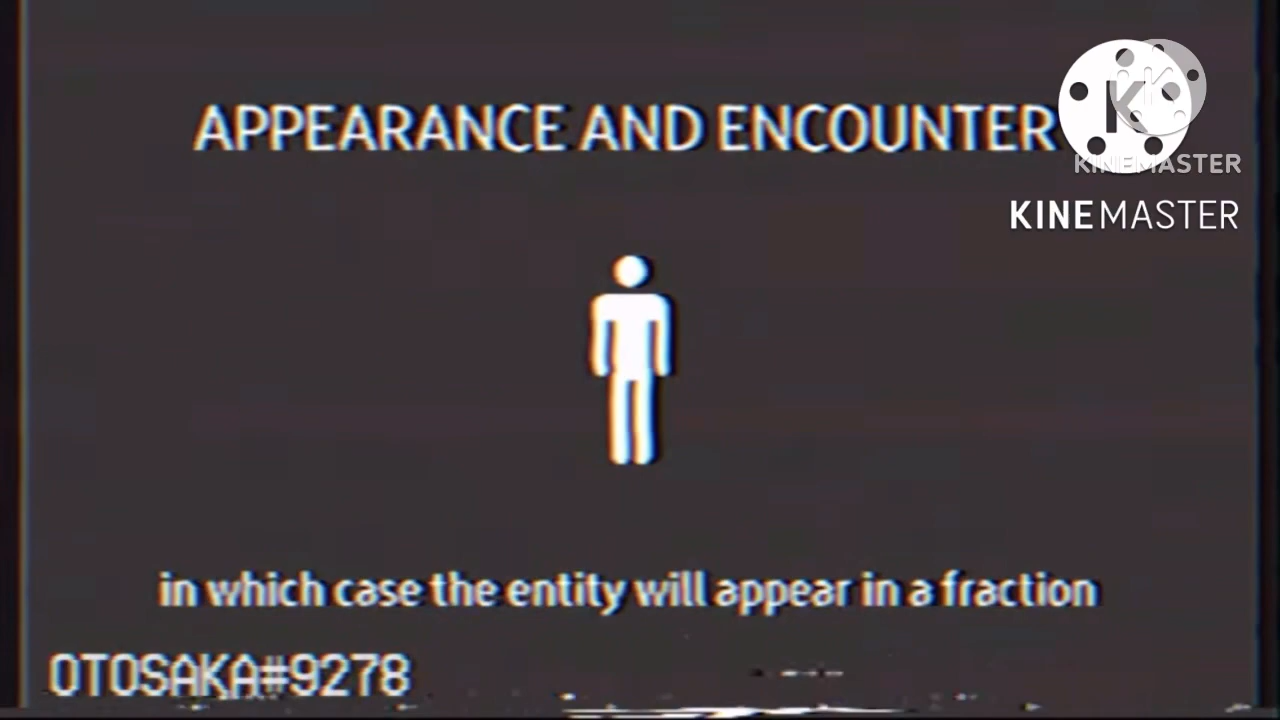 APPEARANCE AND ENCOUNTER
K
K
KINEMASTER
KINEMASTER
in which case the entity will appear in a fraction
OTOSAKA#9278